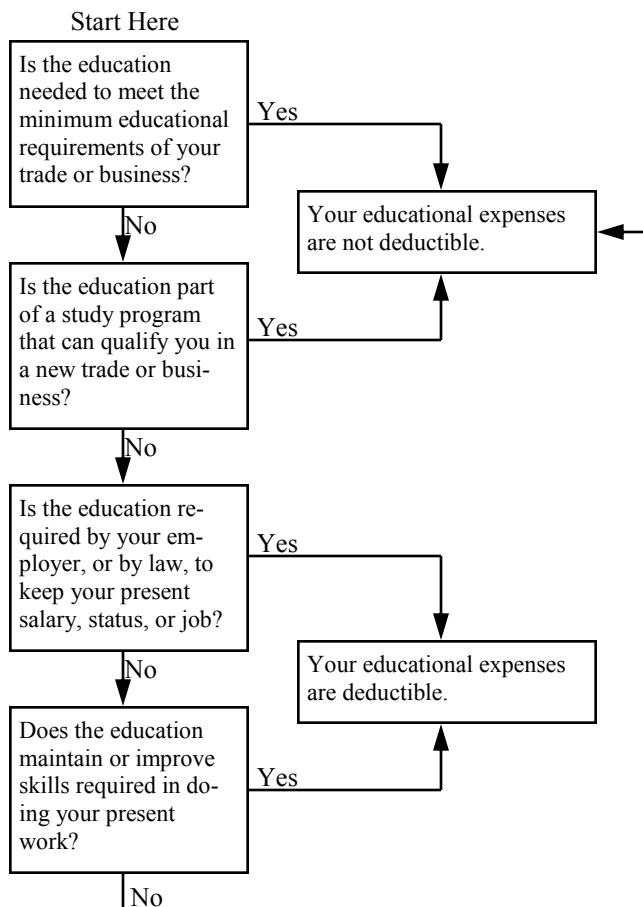 Start Here
Is the education
needed to meet the
minimum educational
requirements of your
trade or business?
Yes
No
Your educational expenses
are not deductible.
Is the education part
of a study program
that can qualify you in
a new trade or busi-
ness?
Yes
No
Is the education re-
quired by your em-
ployer, or by law, to
keep your present
salary, status, or job?
Yes
No
Your educational expenses
are deductible.
Does the education
maintain or improve
skills required in do-
ing your present
work?
Yes
No